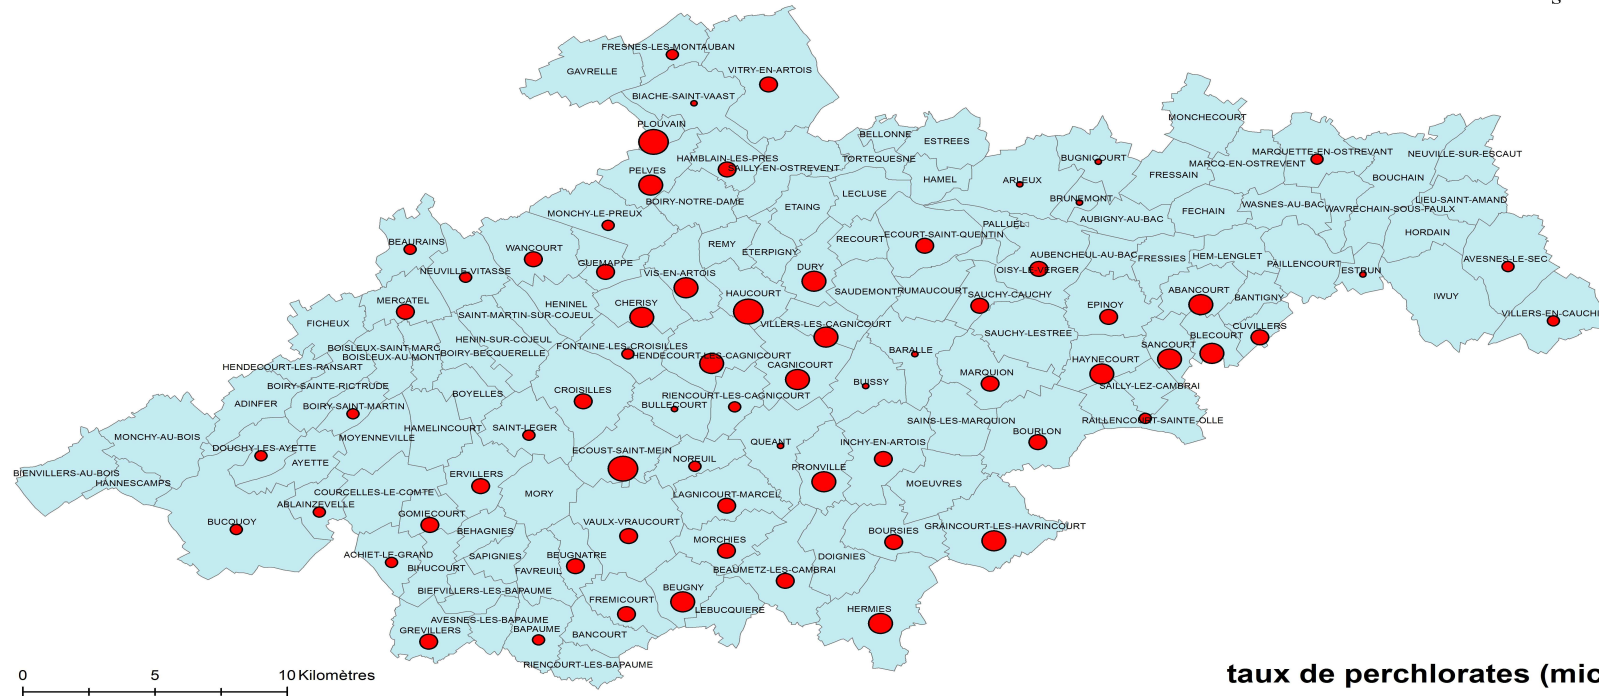 FRESNES-LES-MONTAUBAN
GAVRELLE
VITRY-EN-ARTOIS
BIACHE-SAINT-VAAST
PLOUVAIN
MONCHECOURT
BELLONNE
ESTREES
HAMBLAIN-LES-PRES
SAILLY-EN-OSTREVENT
TORTEQUESNE
BUGNICOURT
MARQUETTE-EN-OSTREVANT
MARCQ-EN-OSTREVENT
NEUVILLE-SUR-ESCAUT
PELVES
HAMEL
ARLEUX
FRESSAIN
BOUCHAIN
BOIRY-NOTRE-DAME
ETAING
LECLUSE
BRUNEMONT
LIEU-SAINT-AMAND
WASNES-AU-BAC
WAVRECHAIN-SOUS-FAULX
FECHAIN
MONCHY-LE-PREUX
AUBIGNY-AU-BAC
PALLUEL
HORDAIN
BEAURAINS
WANCOURT
REMY
ETERPIGNY
RECOURT
ECOURT-SAINT-QUENTIN
AUBENCHEUL-AU-BAC
FRESSIES
HEM-LENGLET
PAILLENCOURT
AVESNES-LE-SEC
NEUVILLE-VITASSE
GUEMAPPE
VIS-EN-ARTOIS
DURY
OISY-LE-VERGER
ESTRUN
MERCATEL
HENINEL
CHERISY
HAUCOURT
SAUDEMONT
RUMAUCOURT
SAUCHY-CAUCHY
EPINOY
ABANCOURT
BANTIGNY
IWUY
SAINT-MARTIN-SUR-COJEUL
VILLERS-EN-CAUCHI
FICHEUX
VILLERS-LES-CAGNICOURT
SAUCHY-LESTREE
CUVILLERS
BLECOURT
HENIN-SUR-COJEUL
FONTAINE-LES-CROISILLES
SANCOURT
BOISLEUX-SAINT-MARC
BOISLEUX-AU-MONT
BOIRY-BECQUERELLE
HENDECOURT-LES-CAGNICOURT
BARALLE
HAYNECOURT
HENDECOURT-LES-RANSART
CAGNICOURT
MARQUION
BOIRY-SAINTE-RICTRUDE
BUISSY
SAILLY-LEZ-CAMBRAI
BOYELLES
CROISILLES
RIENCOURT-LES-CAGNICOURT
ADINFER
BOIRY-SAINT-MARTIN
BULLECOURT
SAINS-LES-MARQUION
RAILLENCOURT-SAINTE-OLLE
HAMELINCOURT
SAINT-LEGER
BOURLON
MONCHY-AU-BOIS
MOYENNEVILLE
QUEANT
INCHY-EN-ARTOIS
DOUCHY-LES-AYETTE
ECOUST-SAINT-MEIN
NOREUIL
AYETTE
PRONVILLE
BIENVILLERS-AU-BOIS
HANNESCAMPS
ERVILLERS
MOEUVRES
COURCELLES-LE-COMTE
MORY
LAGNICOURT-MARCEL
ABLAINZEVELLE
GOMIECOURT
BUCQUOY
VAULX-VRAUCOURT
GRAINCOURT-LES-HAVRINCOURT
BEHAGNIES
BOURSIES
MORCHIES
ACHIET-LE-GRAND
SAPIGNIES
BEUGNATRE
DOIGNIES
BIHUCOURT
FAVREUIL
BEAUMETZ-LES-CAMBRAI
BIEFVILLERS-LES-BAPAUME
BEUGNY
FREMICOURT
LEBUCQUIERE
HERMIES
AVESNES-LES-BAPAUME
GREVILLERS
BAPAUME
BANCOURT
RIENCOURT-LES-BAPAUME
0 5 10 Kilomètres
taux de perchlorates (mic